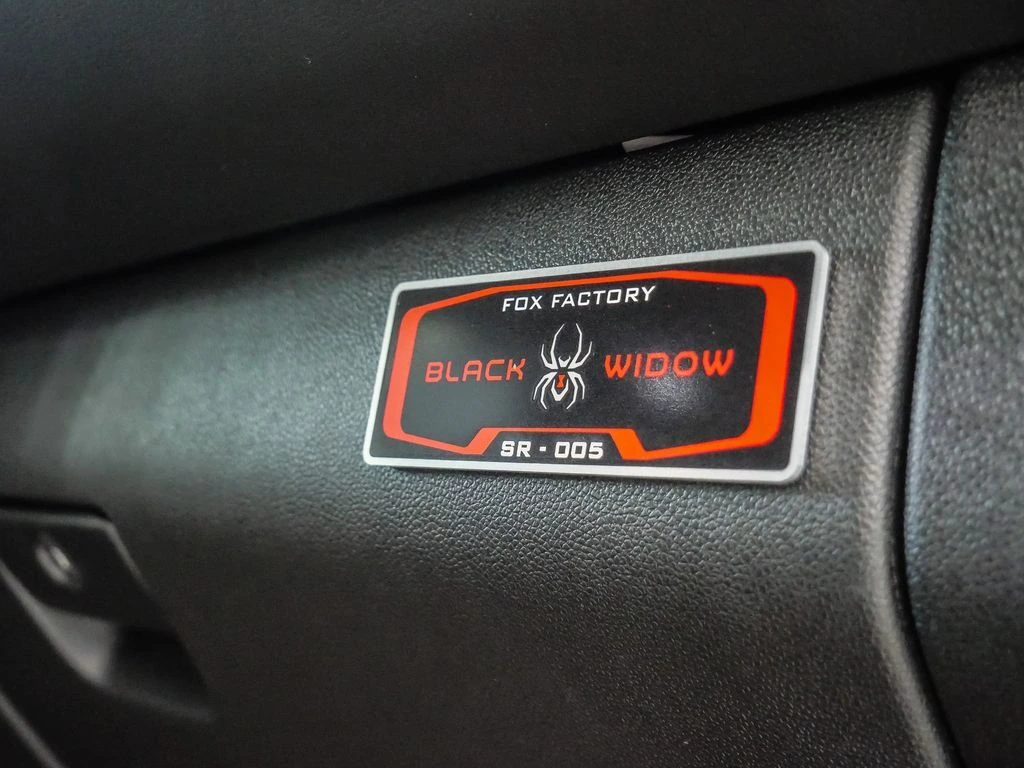 FOX FACTORY
BLACK WIDOW
SR - 005